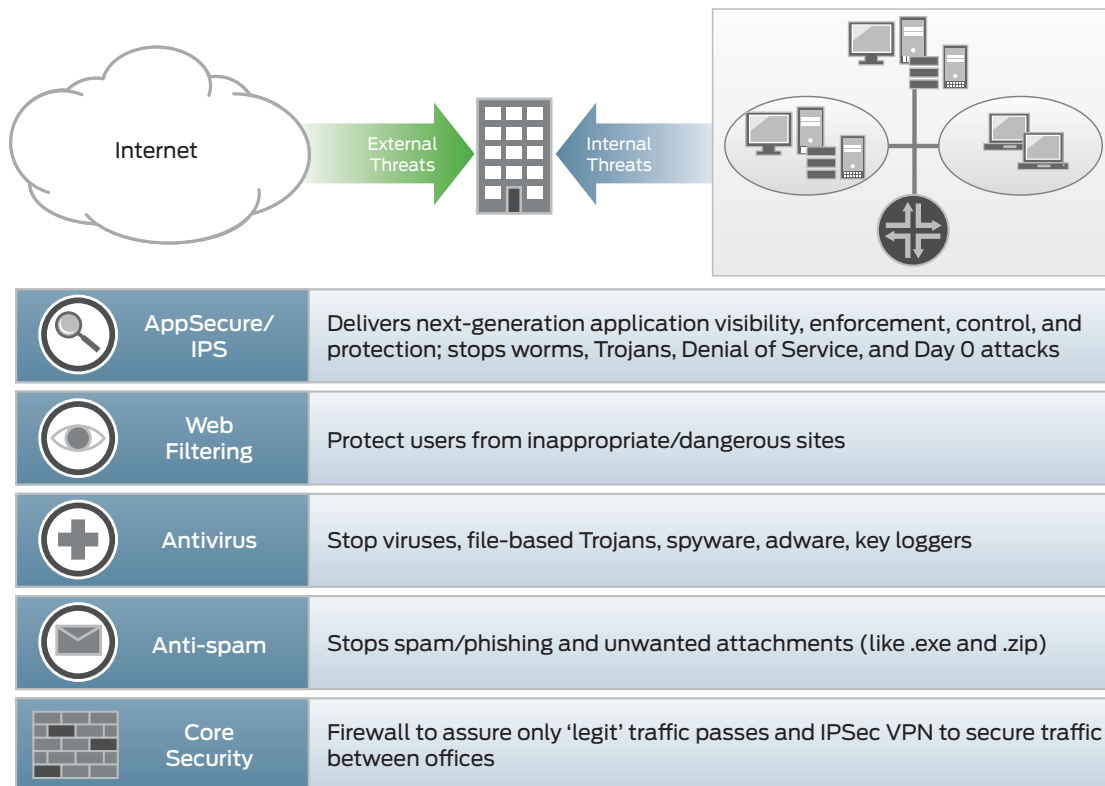 Internet
External
Threats
Internal
Threats
AppSecure/
IPS
Delivers next-generation application visibility, enforcement, control, and
protection; stops worms, Trojans, Denial of Service, and Day 0 attacks
Web
Filtering
Protect users from inappropriate/dangerous sites
Antivirus
Stop viruses, file-based Trojans, spyware, adware, key loggers
Anti-spam
Stops spam/phishing and unwanted attachments (like .exe and .zip)
Core
Security
Firewall to assure only ‘legit’ traffic passes and IPSec VPN to secure traffic
between offices